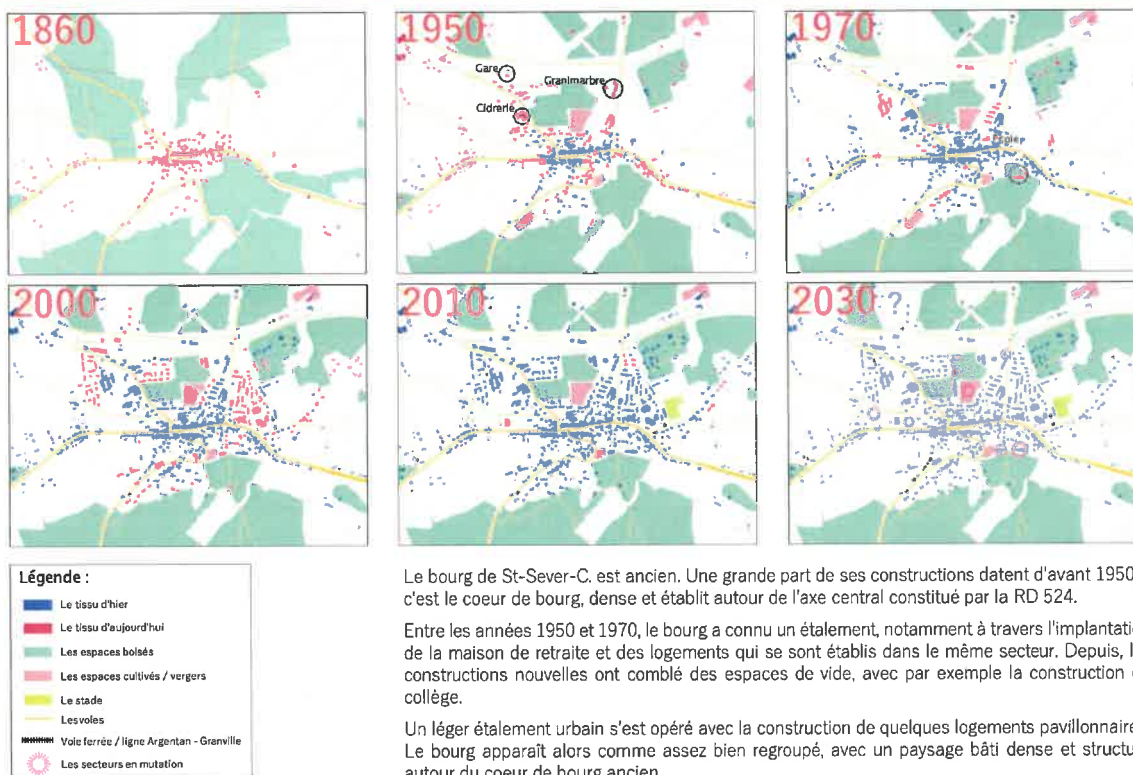 1860
1950
1970
Gare
Granimarbre
Cidrerie
2000
2010
2030
Légende :
Le tissu d'hier
Le tissu d'aujourd'hui
Les espaces boisés
Les espaces cultivés / vergers
Le stade
Les voies
Voie ferrée / ligne Argentan - Granville
Les secteurs en mutation
Le bourg de St-Sever-C. est ancien. Une grande part de ses constructions datent d'avant 1950
c'est le coeur de bourg, dense et établit autour de l'axe central constitué par la RD 524.
Entre les années 1950 et 1970, le bourg a connu un étalement, notamment à travers l'implantati
de la maison de retraite et des logements qui se sont établis dans le même secteur. Depuis, l
constructions nouvelles ont comblé des espaces de vide, avec par exemple la construction
collège.
Un léger étalement urbain s'est opéré avec la construction de quelques logements pavillonnaire
Le bourg apparaît alors comme assez bien regroupé, avec un paysage bâti dense et structu
autour du coeur de bourg ancien